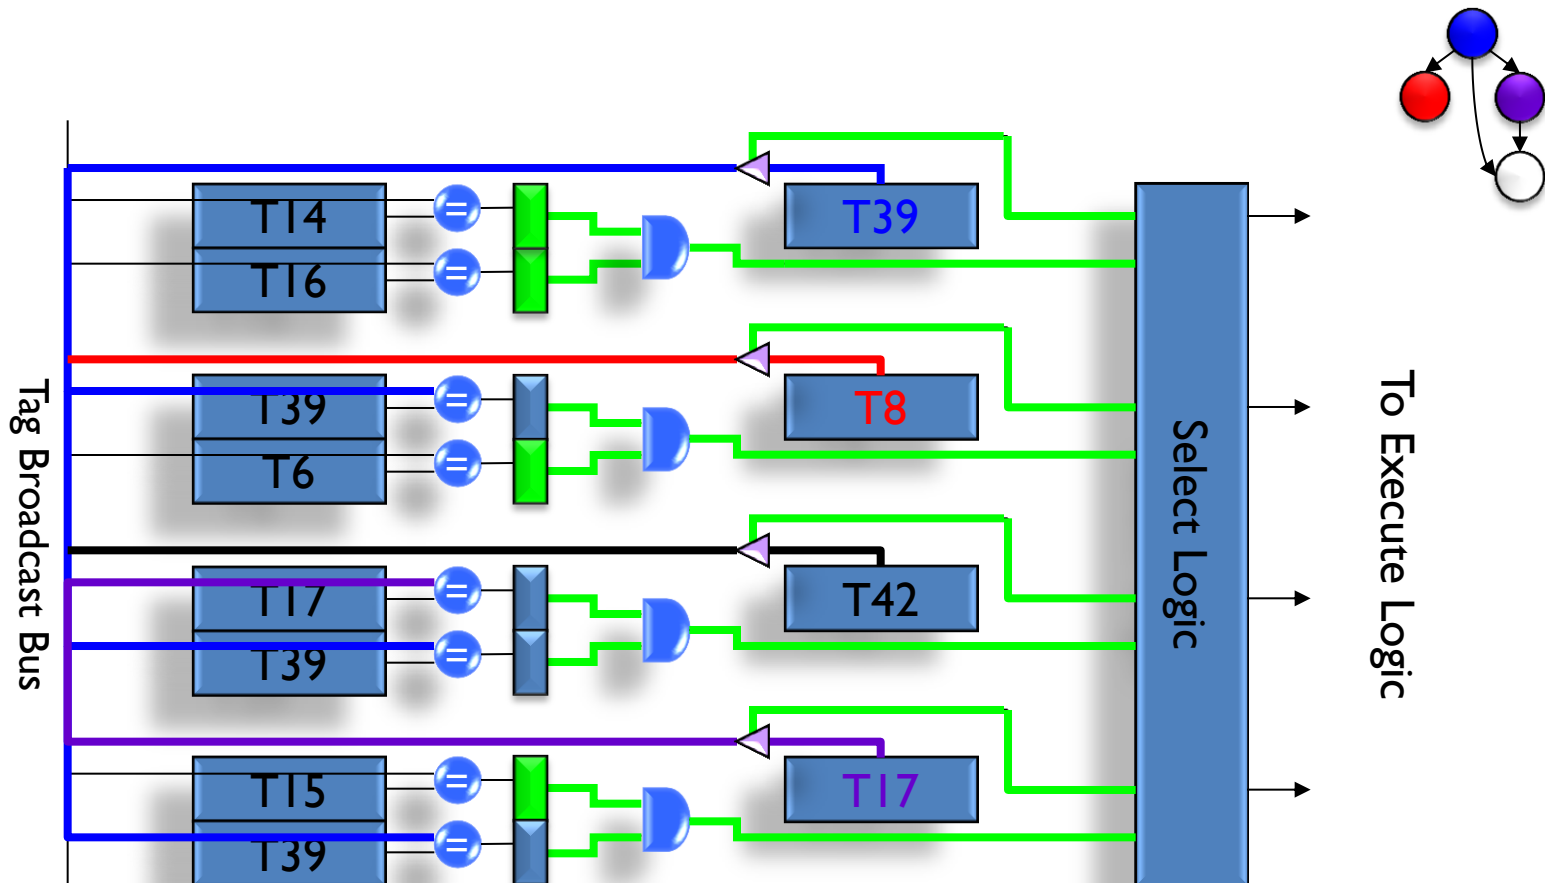 T14
T39
T16
T39
T8
T6
T17
T42
T39
T15
T17
T39
=
=
=
=
=
=
=
=
Tag Broadcast Bus
Select Logic
To Execute Logic